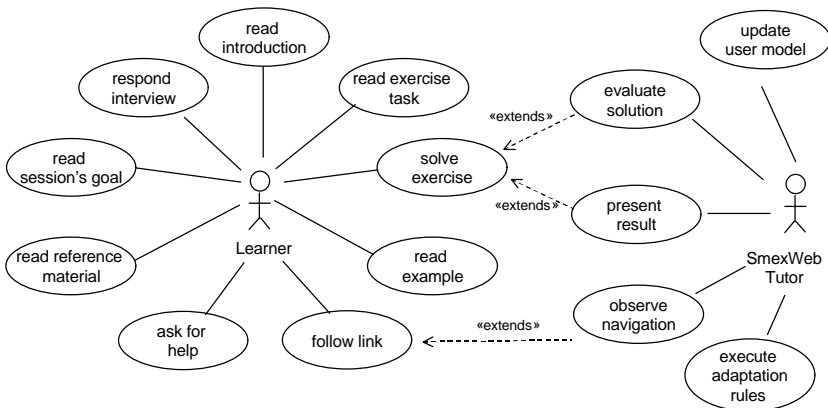 read
introduction
update
user model
respond
interview
read exercise
task
evaluate
solution
«extends»
read
session's goal
solve
exercise
«extends»
present
result
Learner
read reference
material
read
example
SmexWeb
Tutor
observe
navigation
ask for
help
follow link
«extends»
execute
adaptation
rules